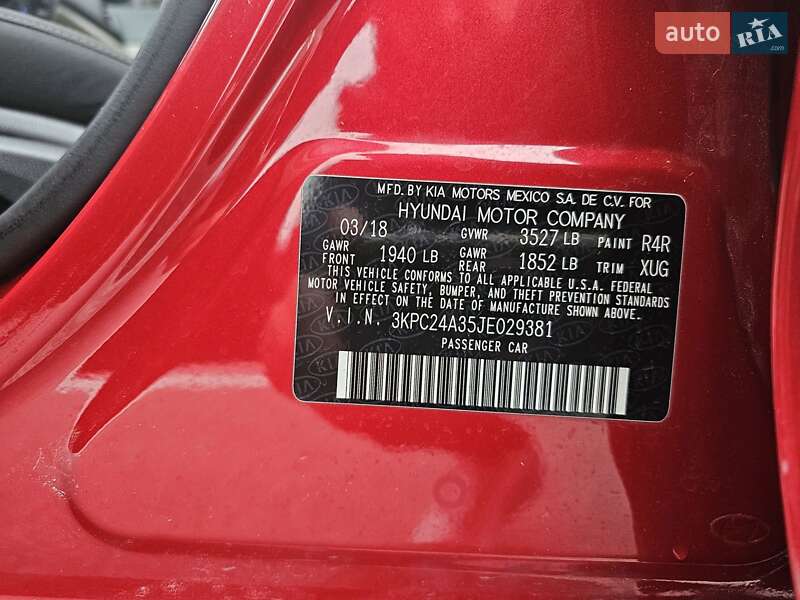 auto RIA
MFD. BY KIA MOTORS MEXICO S.A. DE C.V. FOR
HYUNDAI MOTOR COMPANY
03/18 GVWR 3527 LB PAINT R4R
GAWR FRONT 1940 LB GAWR REAR 1852 LB TRIM XUG
THIS VEHICLE CONFORMS TO ALL APPLICABLE U.S.A. FEDERAL
MOTOR VEHICLE SAFETY, BUMPER, AND THEFT PREVENTION STANDARDS
IN EFFECT ON THE DATE OF MANUFACTURE SHOWN ABOVE.
V.I.N. 3KPC24A35JE029381
PASSENGER CAR